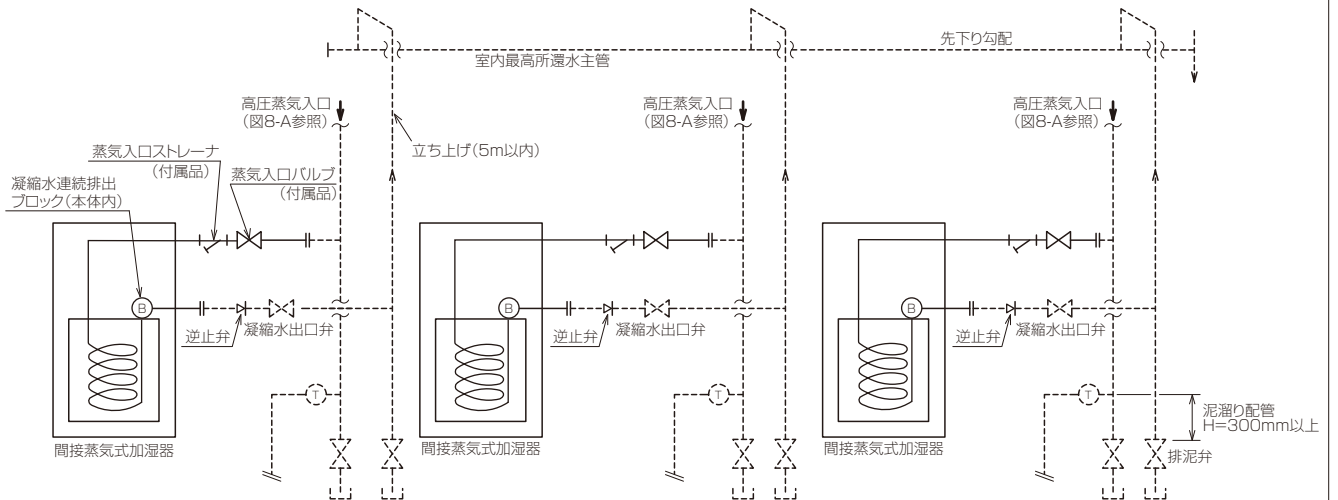 先下り勾配
室内最高所還水主管
高圧蒸気入口
(図8-A参照)
高圧蒸気入口
(図8-A参照)
高圧蒸気入口
(図8-A参照)
立ち上げ(5m以内)
蒸気入口ストレーナ
(付属品)
蒸気入口バルブ
(付属品)
凝縮水連続排出
ブロック(本体内)
B
B
B
逆止弁
凝縮水出口弁
逆止弁
凝縮水出口弁
逆止弁
凝縮水出口弁
T
T
T
泥溜り配管
H=300mm以上
排泥弁
間接蒸気式加湿器
間接蒸気式加湿器
間接蒸気式加湿器